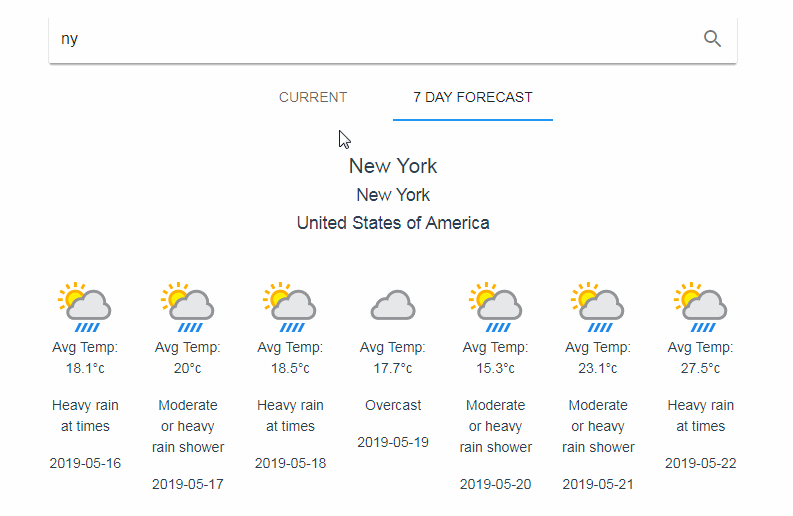 ny
CURRENT
7 DAY FORECAST
New York
New York
United States of America
Avg Temp:
18.1°c
Heavy rain
at times
2019-05-16
Avg Temp:
20°c
Moderate
or heavy
rain shower
2019-05-17
Avg Temp:
18.5°c
Heavy rain
at times
2019-05-18
Avg Temp:
17.7°c
Overcast
2019-05-19
Avg Temp:
15.3°c
Moderate
or heavy
rain shower
2019-05-20
Avg Temp:
23.1°c
Moderate
or heavy
rain shower
2019-05-21
Avg Temp:
27.5°c
Heavy rain
at times
2019-05-22